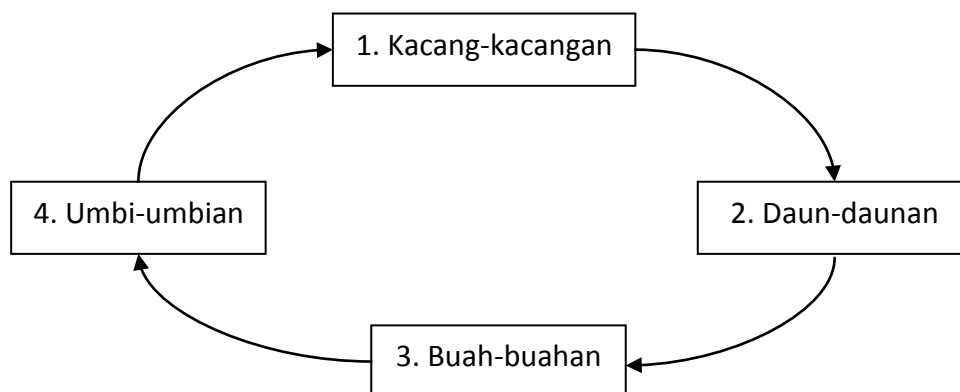 1. Kacang-kacangan
2. Daun-daunan
3. Buah-buahan
4. Umbi-umbian